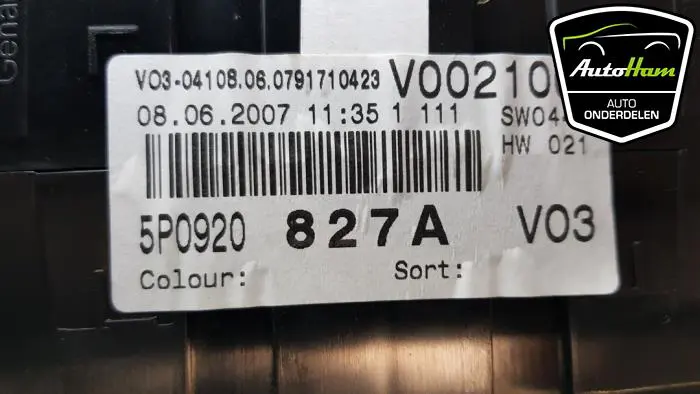 Gena
VO3-04108.06.0791710423 V00210
08.06.2007 11:35 1 111 SW04
HW 021
5P0920 827A VO3
Colour: Sort:
AutoHam
AUTO
ONDERDELEN